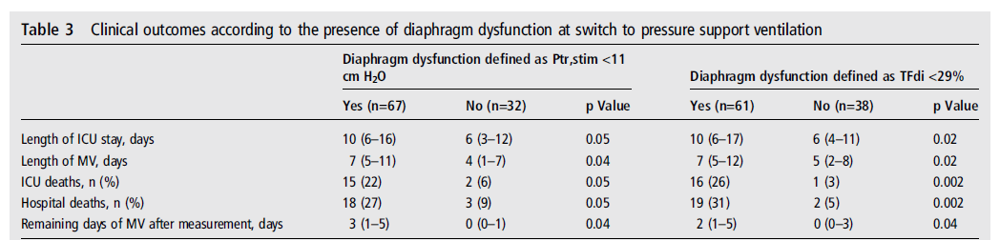 Table 3 Clinical outcomes according to the presence of diaphragm dysfunction at switch to pressure support ventilation
Diaphragm dysfunction defined as Ptr,stim <11
cm H₂O Diaphragm dysfunction defined as TFdi <29%
Yes (n=67) No (n=32) p Value Yes (n=61) No (n=38) p Value
Length of ICU stay, days 10 (6–16) 6 (3–12) 0.05 10 (6–17) 6 (4–11) 0.02
Length of MV, days 7 (5–11) 4 (1–7) 0.04 7 (5–12) 5 (2–8) 0.02
ICU deaths, n (%) 15 (22) 2 (6) 0.05 16 (26) 1 (3) 0.002
Hospital deaths, n (%) 18 (27) 3 (9) 0.05 19 (31) 2 (5) 0.002
Remaining days of MV after measurement, days 3 (1–5) 0 (0–1) 0.04 2 (1–5) 0 (0–3) 0.04